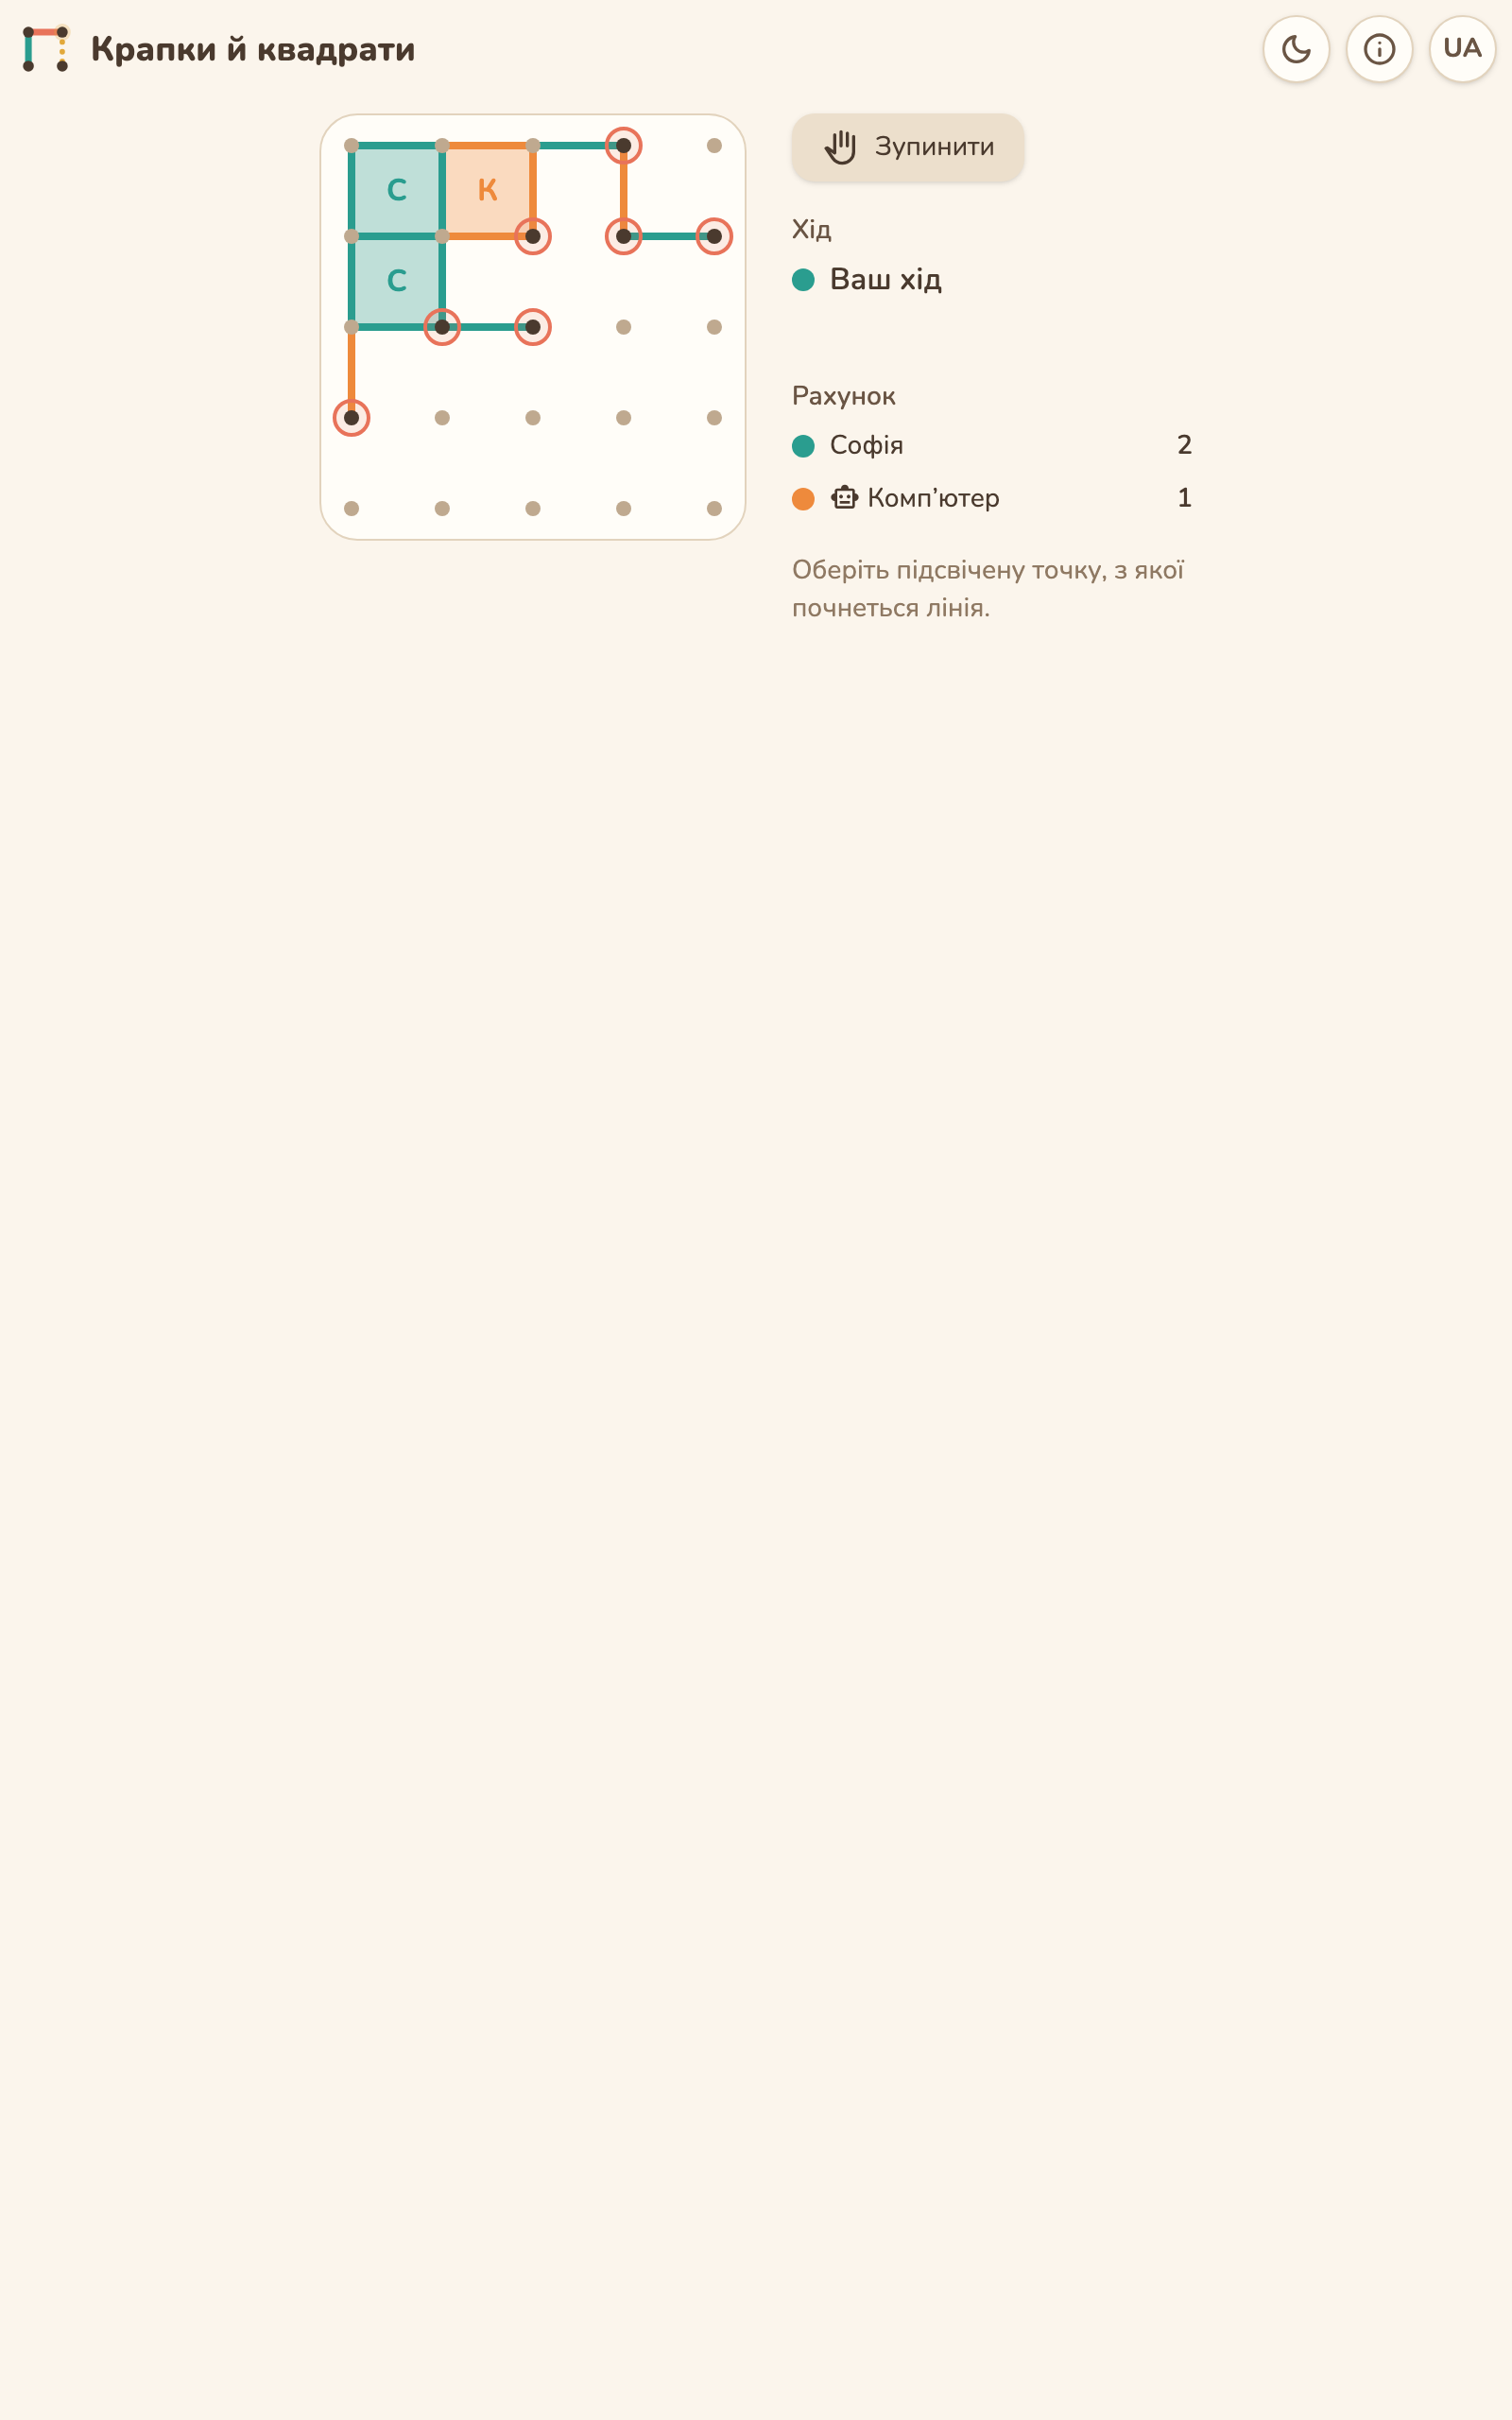 Крапки й квадрати
UA
С
К
С
Зупинити
Хід
Ваш хід
Рахунок
Софія 2
Комп’ютер 1
Оберіть підсвічену точку, з якої
почнеться лінія.